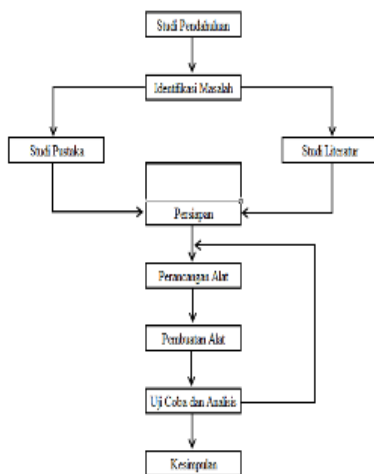 Studi Pendahuluan
Identifikasi Masalah
Studi Pustaka
Studi Literatur
Persiapan
Perancangan Alat
Pembuatan Alat
Uji Coba dan Analisis
Kesimpulan